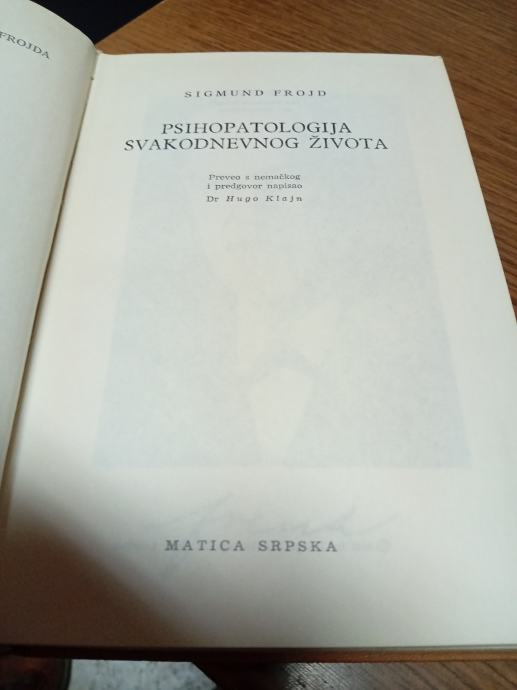 FROJDA
SIGMUND FROJD
PSIHOPATOLOGIJA
SVAKODNEVNOG ŽIVOTA
Preveo s nemačkog
i predgovor napisao
Dr Hugo Klajn
MATICA SRPSKA